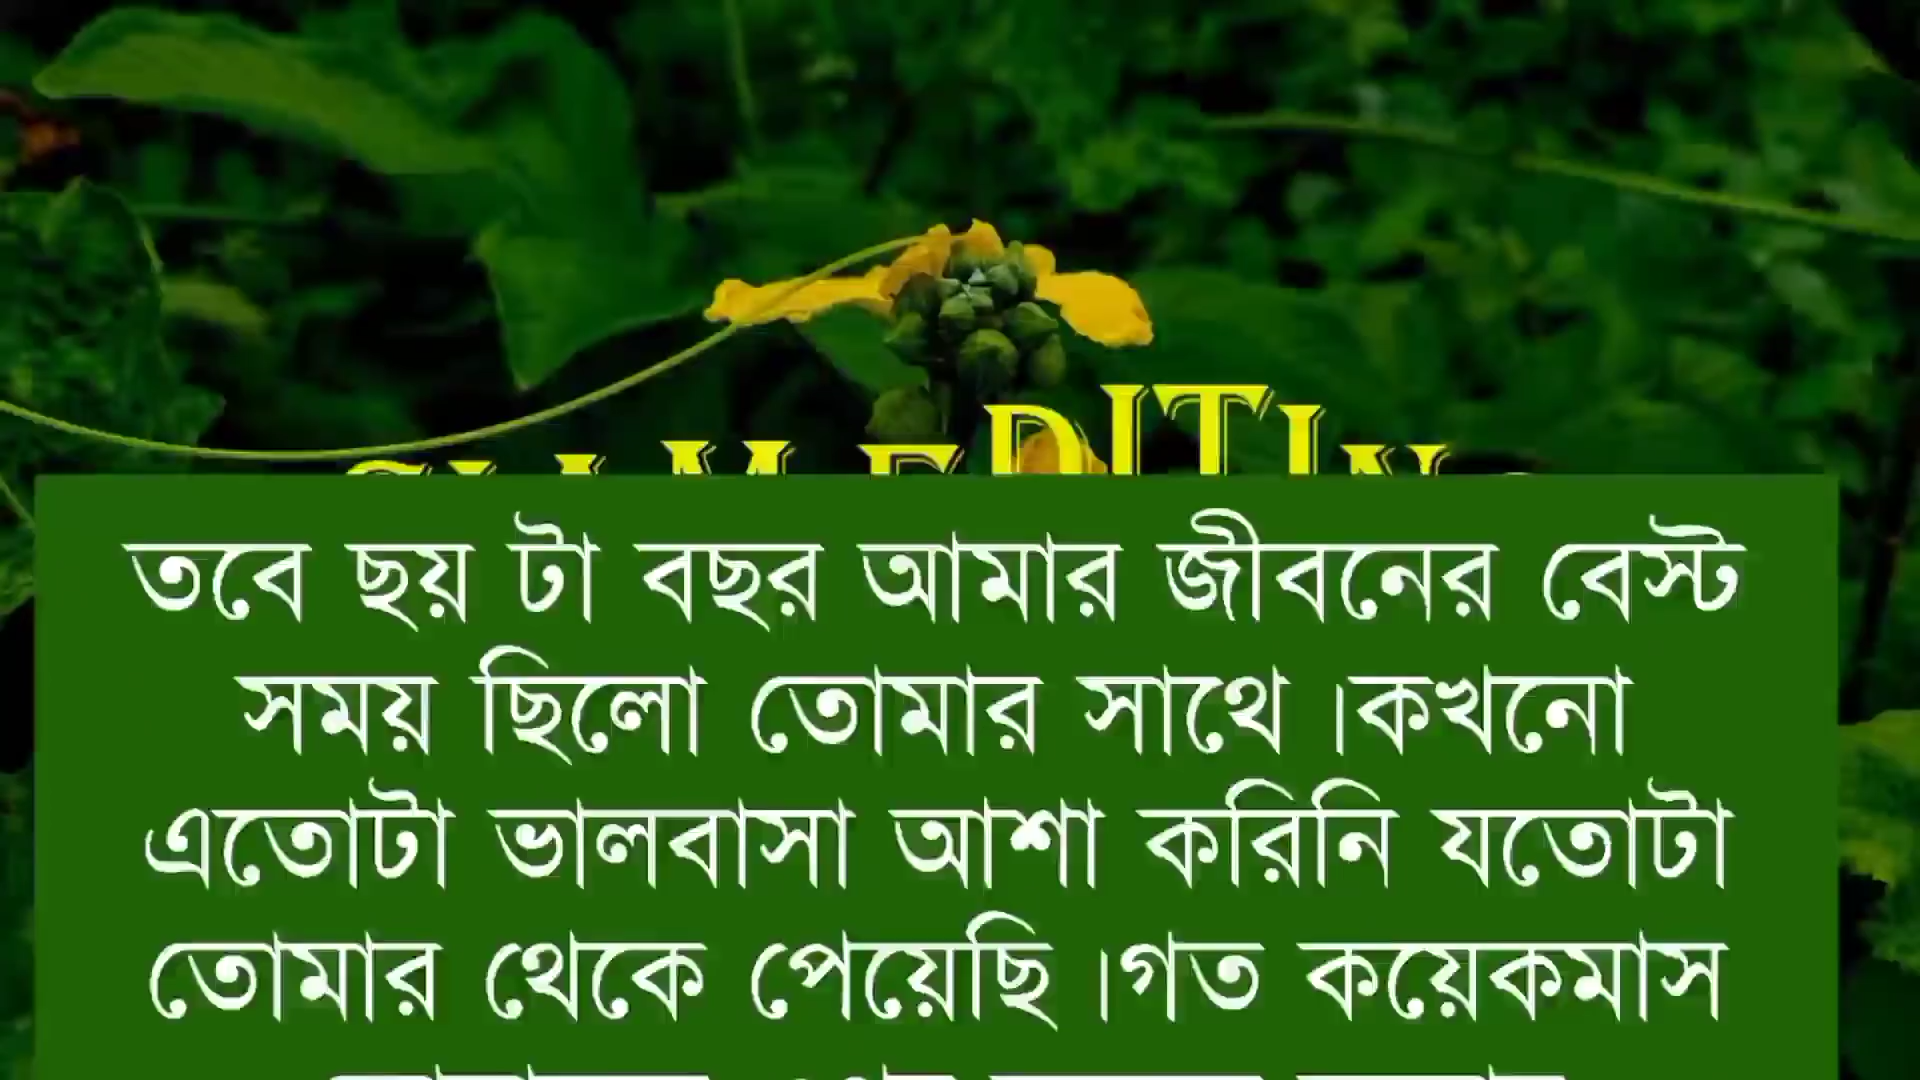 তবে ছয় টা বছর আমার জীবনের বেস্ট
সময় ছিলো তোমার সাথে ।কখনো
এতোটা ভালবাসা আশা করিনি যতোটা
তোমার থেকে পেয়েছি ।গত কয়েকমাস